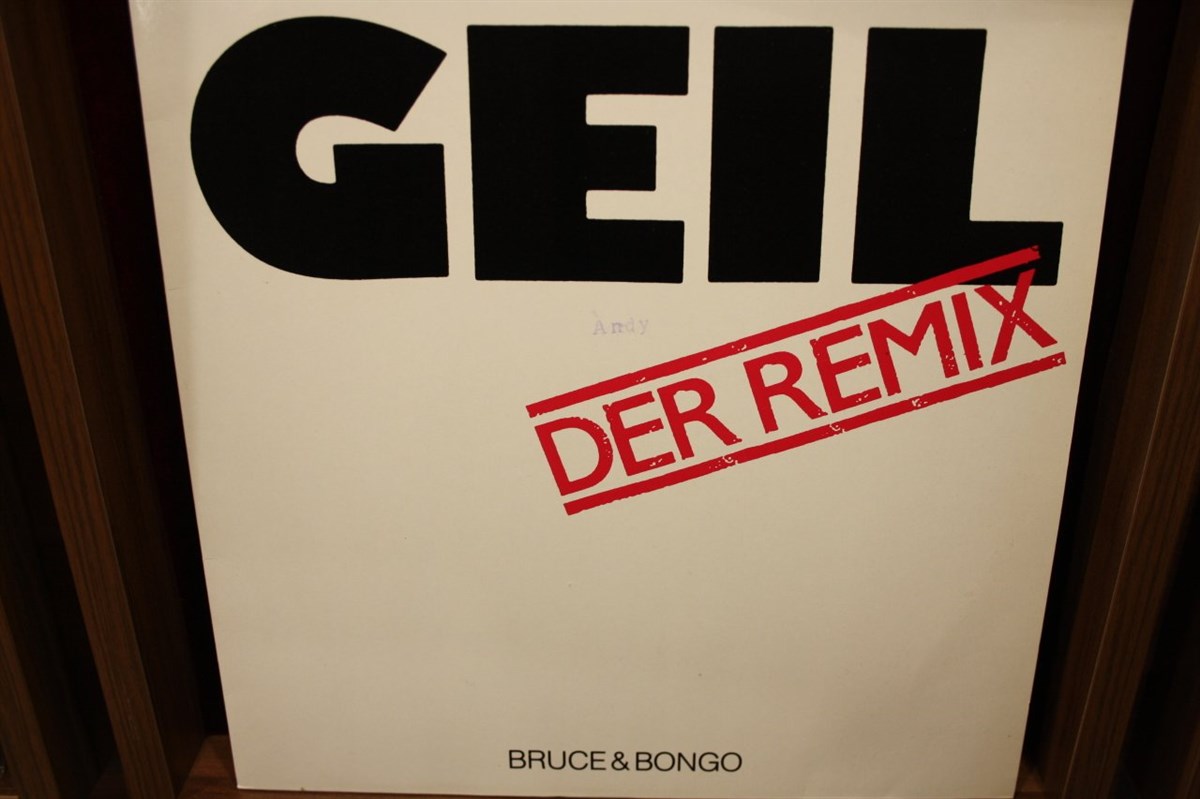 GEIL
Andy
DER REMIX
BRUCE & BONGO